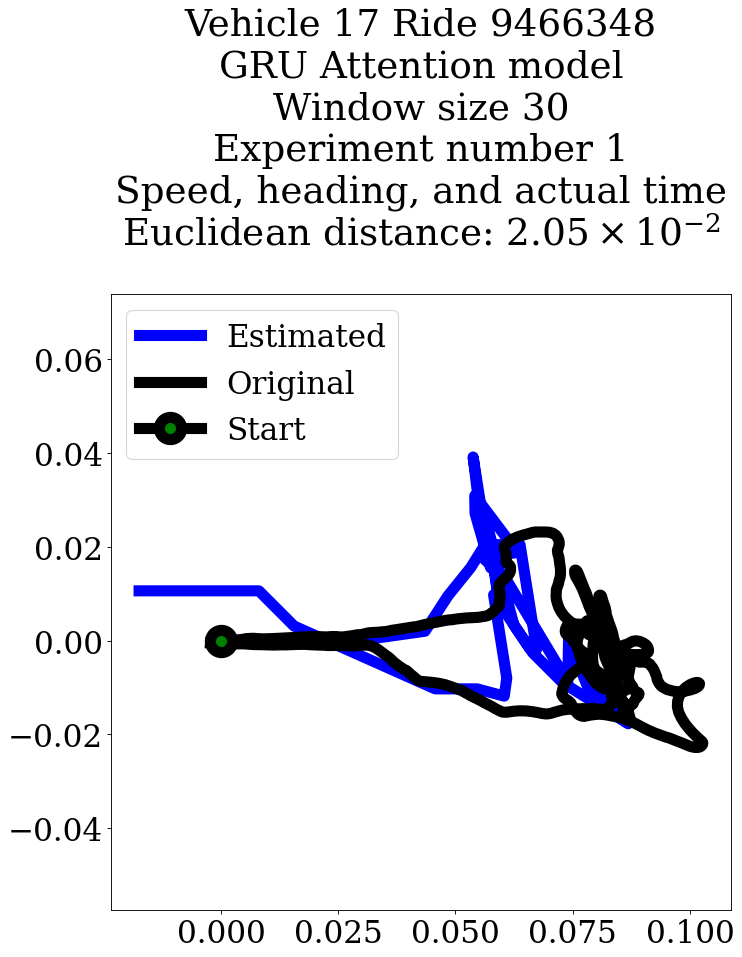 Vehicle 17 Ride 9466348
GRU Attention model
Window size 30
Experiment number 1
Speed, heading, and actual time
Euclidean distance: 2.05 × 10⁻²
Estimated
Original
Start
0.06
0.04
0.02
0.00
−0.02
−0.04
0.000 0.025 0.050 0.075 0.100